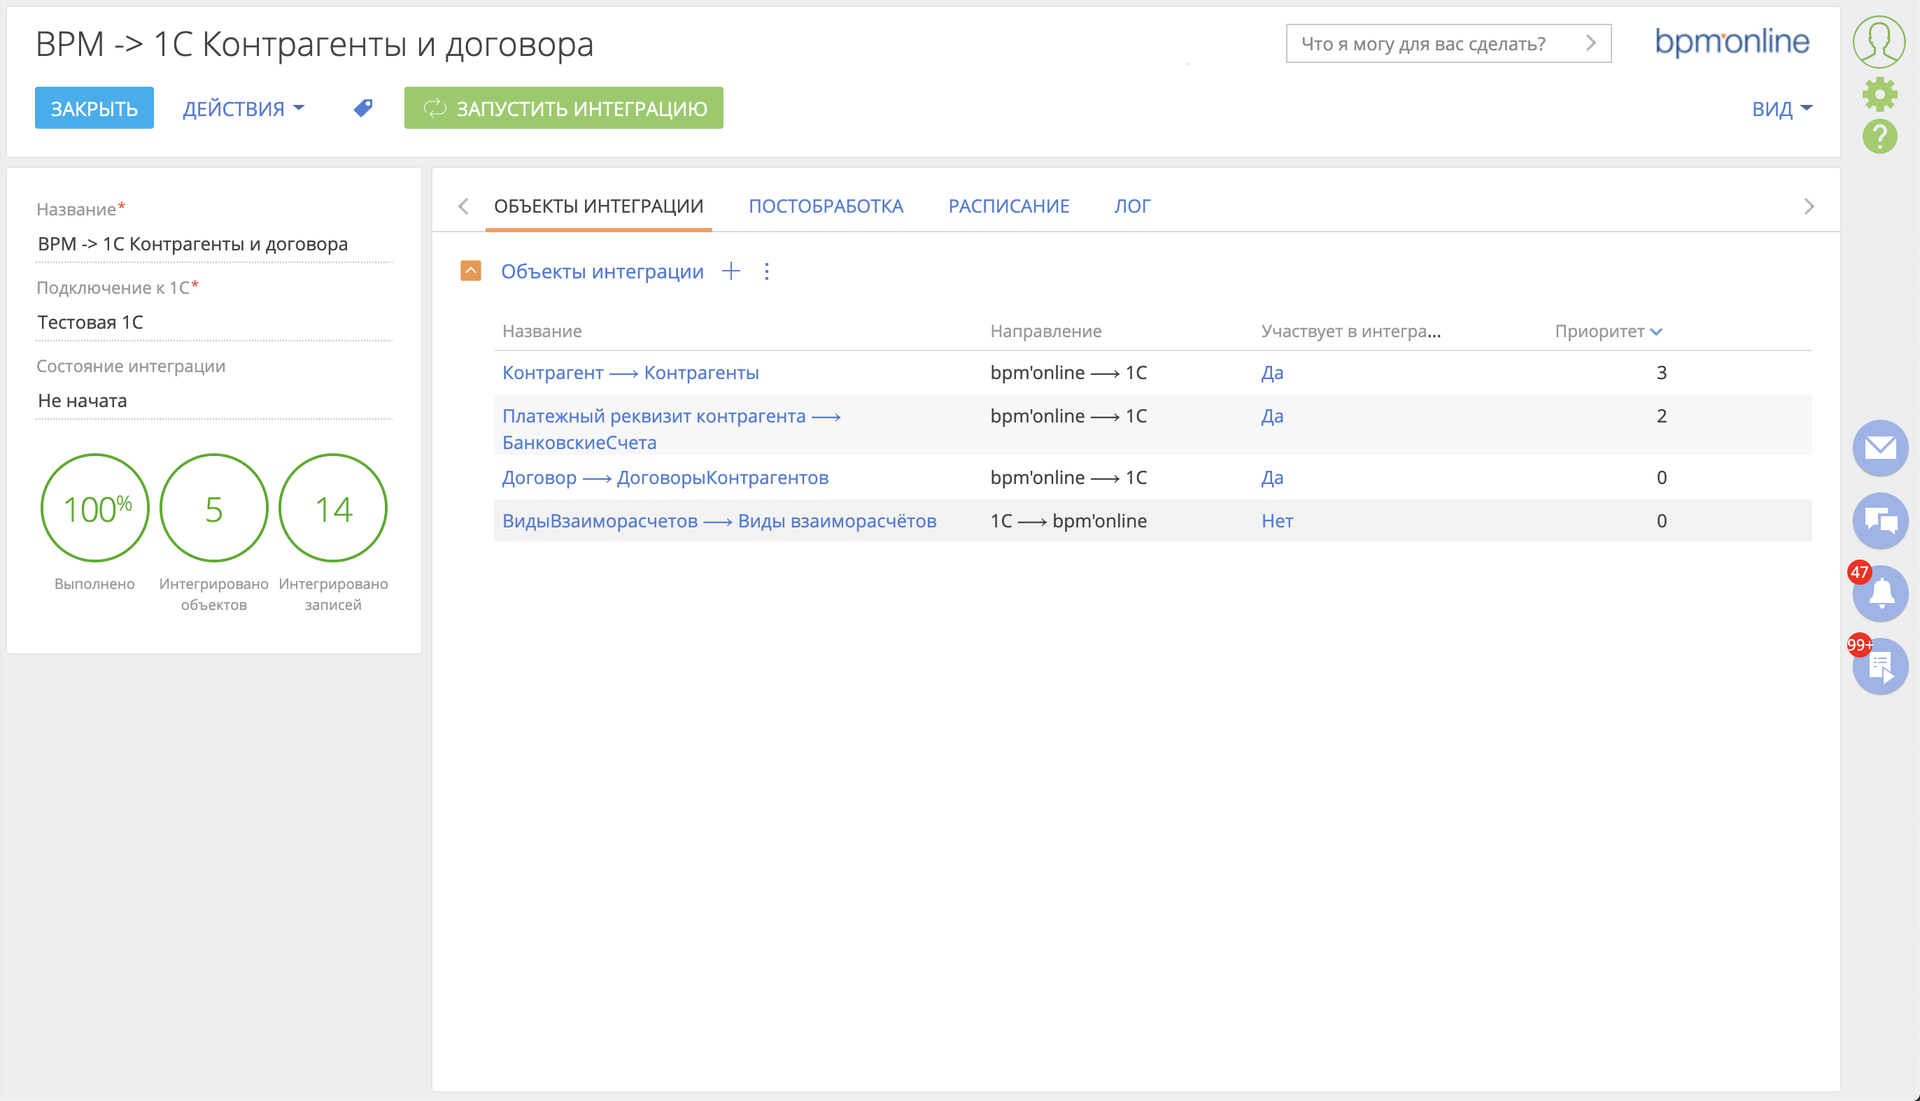 BPM -> 1С Контрагенты и договора
Что я могу для вас сделать?
bpm'online
ЗАКРЫТЬ
ДЕЙСТВИЯ
ЗАПУСТИТЬ ИНТЕГРАЦИЮ
ВИД
Название*
BPM -> 1С Контрагенты и договора
Подключение к 1С*
Тестовая 1С
Состояние интеграции
Не начата
100%
5
14
Выполнено
Интегрировано объектов
Интегрировано записей
ОБЪЕКТЫ ИНТЕГРАЦИИ
ПОСТОБРАБОТКА
РАСПИСАНИЕ
ЛОГ
Объекты интеграции
Название Направление Участвует в интегра... Приоритет
Контрагент ⟶ Контрагенты bpm'online ⟶ 1С Да 3
Платежный реквизит контрагента ⟶ bpm'online ⟶ 1С Да 2
БанковскиеСчета
Договор ⟶ ДоговорыКонтрагентов bpm'online ⟶ 1С Да 0
ВидыВзаиморасчетов ⟶ Виды взаиморасчётов 1С ⟶ bpm'online Нет 0
?
47
99+